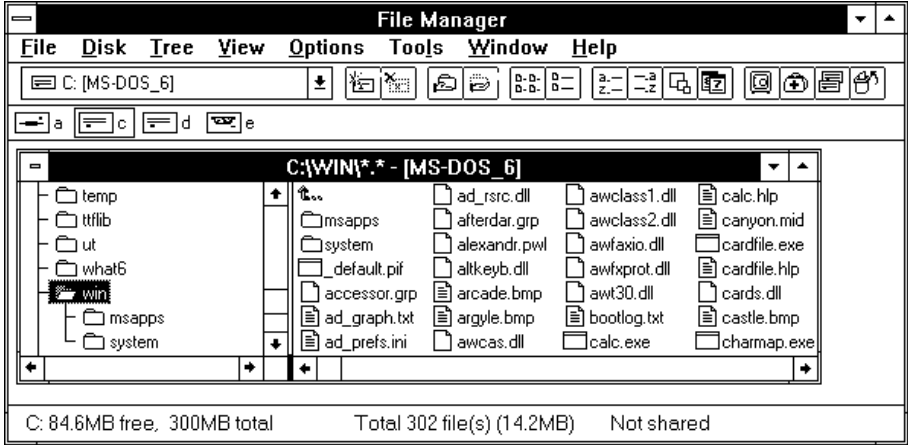 File Manager
File Disk Tree View Options Tools Window Help
C: [MS-DOS_6]
a c d e
C:\WIN\*.* - [MS-DOS_6]
temp
ttflib
ut
what6
win
msapps
system
..
msapps
system
_default.pif
accessor.grp
ad_graph.txt
ad_prefs.ini
ad_rsrc.dll
afterdar.grp
alexandr.pwl
altkeyb.dll
arcade.bmp
argyle.bmp
awcas.dll
awclass1.dll
awclass2.dll
awfaxio.dll
awfxprot.dll
awt30.dll
bootlog.txt
calc.exe
calc.hlp
canyon.mid
cardfile.exe
cardfile.hlp
cards.dll
castle.bmp
charmap.exe
C: 84.6MB free, 300MB total Total 302 file(s) (14.2MB) Not shared